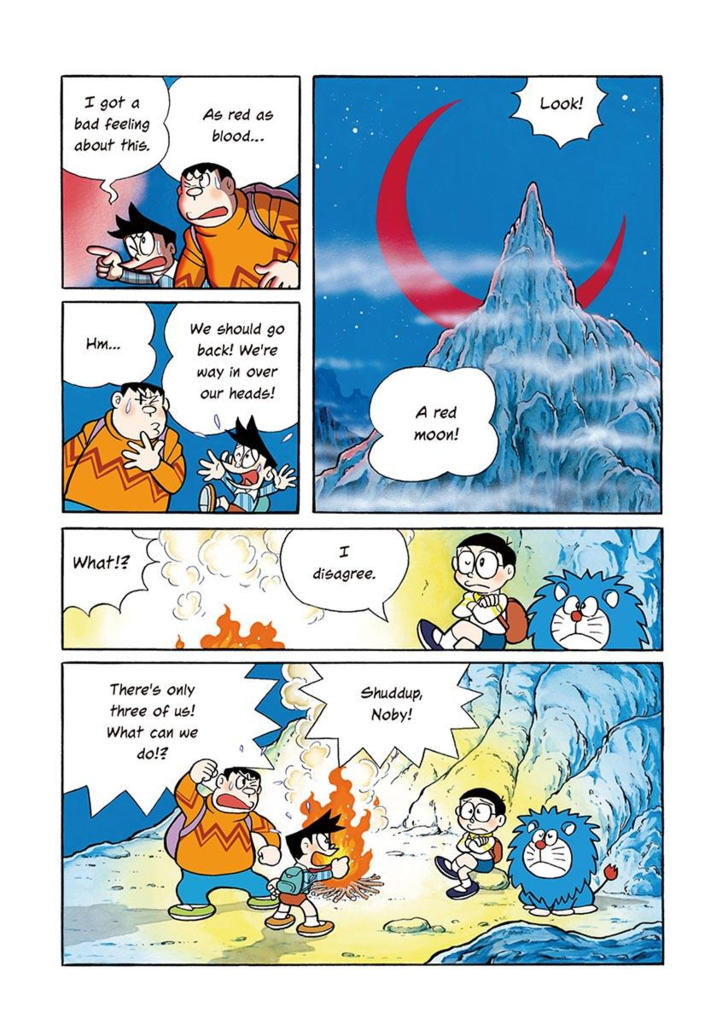 Look!
A red
moon!
As red as
blood...
I got a
bad feeling
about this.
We should go
back! We're
way in over
our heads!
Hm...
I
disagree.
What!?
Shuddup,
Noby!
There's only
three of us!
What can we
do!?